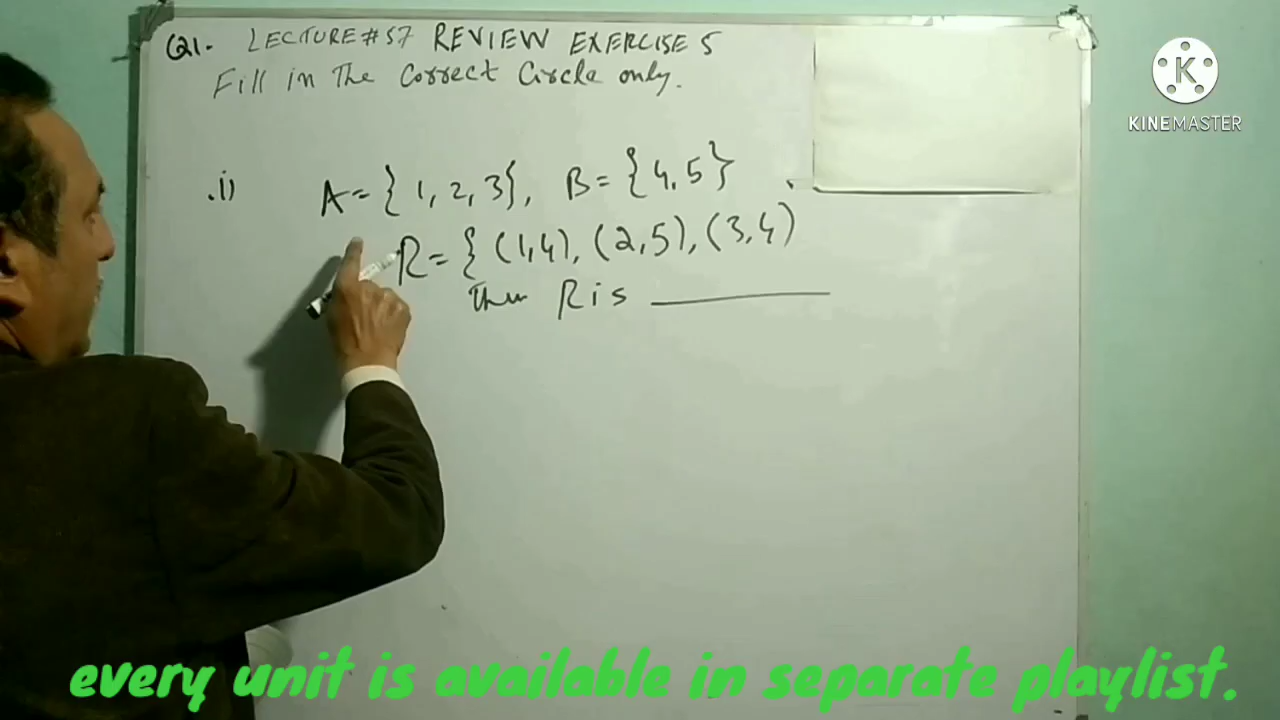 Q1. LECTURE#57 REVIEW EXERCISE 5
Fill in The Correct Circle only.
i) A = { 1, 2, 3}, B = {4,5}
R = { (1,4), (2,5), (3,4)
Then R is ________
K
KINEMASTER
every unit is available in separate playlist.